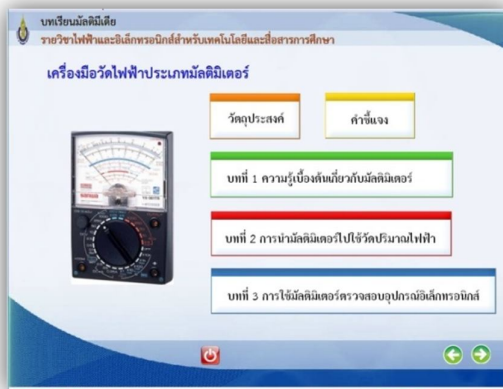 บทเรียนมัลติมีเดีย
รายวิชาไฟฟ้าและอิเล็กทรอนิกส์สำหรับเทคโนโลยีและสื่อสารการศึกษา
เครื่องมือวัดไฟฟ้าประเภทมัลติมิเตอร์
วัตถุประสงค์
คำชี้แจง
บทที่ 1 ความรู้เบื้องต้นเกี่ยวกับมัลติมิเตอร์
บทที่ 2 การนำมัลติมิเตอร์ไปใช้วัดปริมาณไฟฟ้า
บทที่ 3 การใช้มัลติมิเตอร์ตรวจสอบอุปกรณ์อิเล็กทรอนิกส์